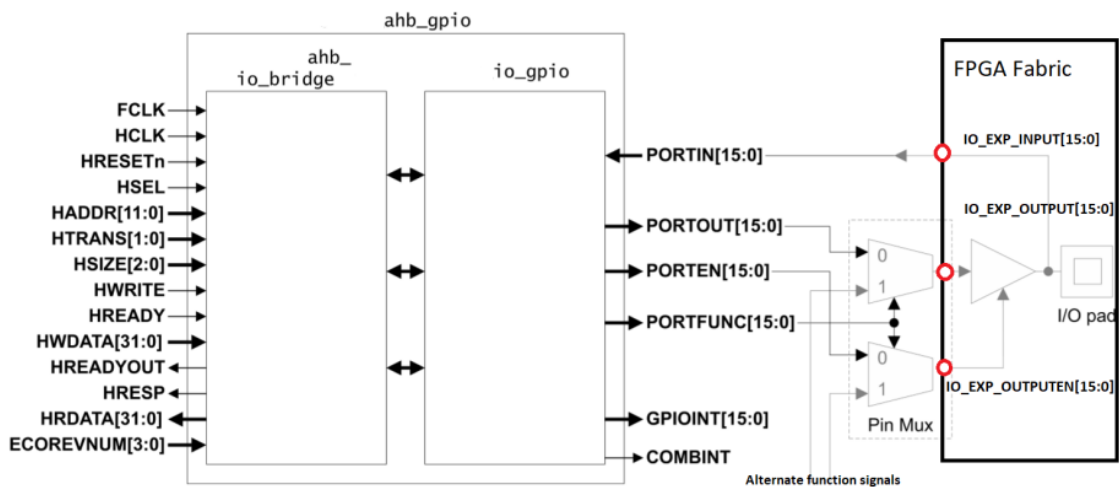 ahb_gpio
ahb_
io_bridge
io_gpio
FPGA Fabric
FCLK
HCLK
HRESETn
HSEL
HADDR[11:0]
HTRANS[1:0]
HSIZE[2:0]
HWRITE
HREADY
HWDATA[31:0]
HREADYOUT
HRESP
HRDATA[31:0]
ECOREVNUM[3:0]
PORTIN[15:0]
PORTOUT[15:0]
PORTEN[15:0]
PORTFUNC[15:0]
GPIOINT[15:0]
COMBINT
0
1
0
1
Pin Mux
Alternate function signals
IO_EXP_INPUT[15:0]
IO_EXP_OUTPUT[15:0]
I/O pad
IO_EXP_OUTPUTEN[15:0]